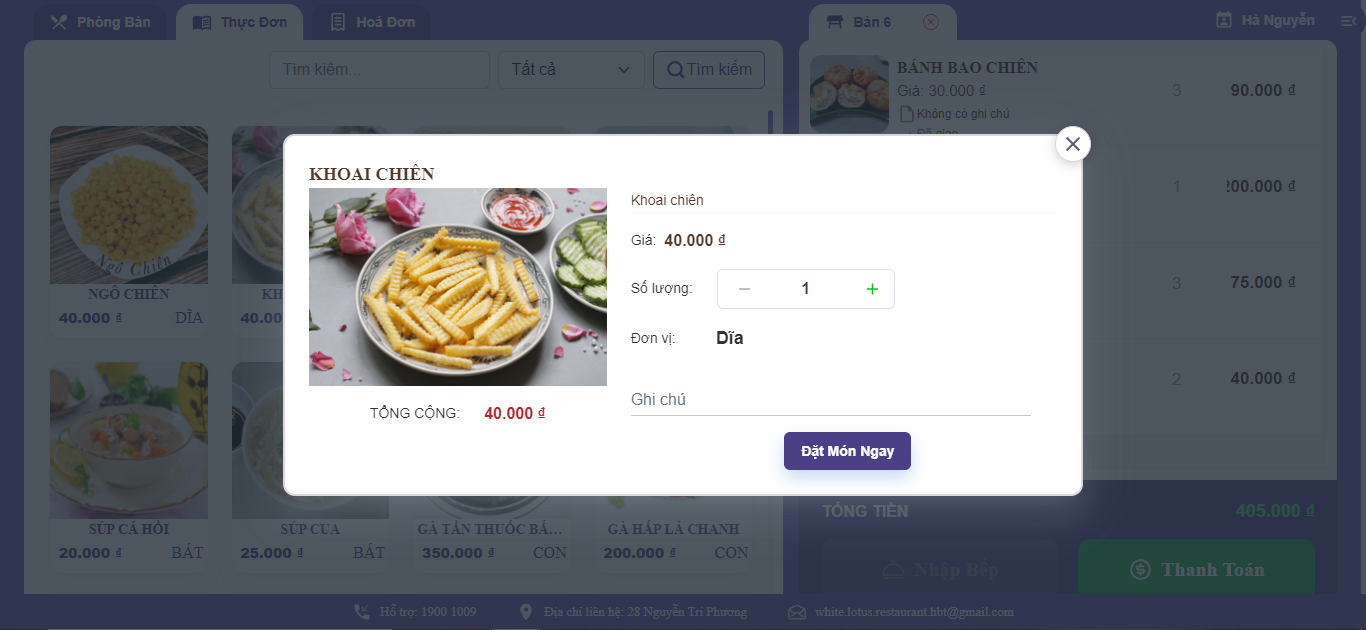 Phòng Bàn
Thực Đơn
Hoá Đơn
Bàn 6
Hà Nguyễn
Tìm kiếm...
Tất cả
Tìm kiếm
BÁNH BAO CHIÊN
Giá: 30.000 đ
Không có ghi chú
Đã giao
3
90.000 đ
1
200.000 đ
3
75.000 đ
2
40.000 đ
Ngô Chiên
NGÔ CHIÊN
40.000 đ
DĨA
KH
40.00
KHOAI CHIÊN
Khoai chiên
Giá: 40.000 đ
Số lượng:
1
Đơn vị:
Dĩa
Ghi chú
TỔNG CỘNG: 40.000 đ
Đặt Món Ngay
SÚP CÁ HỒI
20.000 đ
BÁT
SÚP CUA
25.000 đ
BÁT
GÀ TẦN THUỐC BẮ...
350.000 đ
CON
GÀ HẤP LÁ CHANH
200.000 đ
CON
TỔNG TIỀN
405.000 đ
Nhập Bếp
Thanh Toán
Hỗ trợ: 1900 1009
Địa chỉ liên hệ: 28 Nguyễn Tri Phương
white.lotus.restaurant.hbt@gmail.com